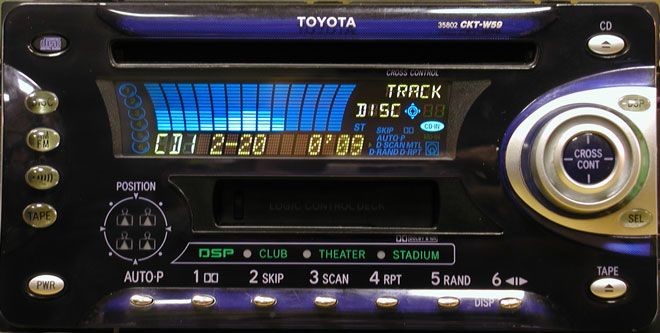 TOYOTA
35802 CKT-W59
CD
CROSS CONTROL
TRACK
DISC
ST
CD-IN
SKIP
AUTO-P
D-SCAN MTL
D-RAND D-RPT
CD1 2-20 0'09
DISC
FM
TAPE
PWR
DSP
CROSS CONT
SEL
LOGIC CONTROL DECK
POSITION
DSP CLUB THEATER STADIUM
AUTO-P 1 2 SKIP 3 SCAN 4 RPT 5 RAND 6
DISP
TAPE